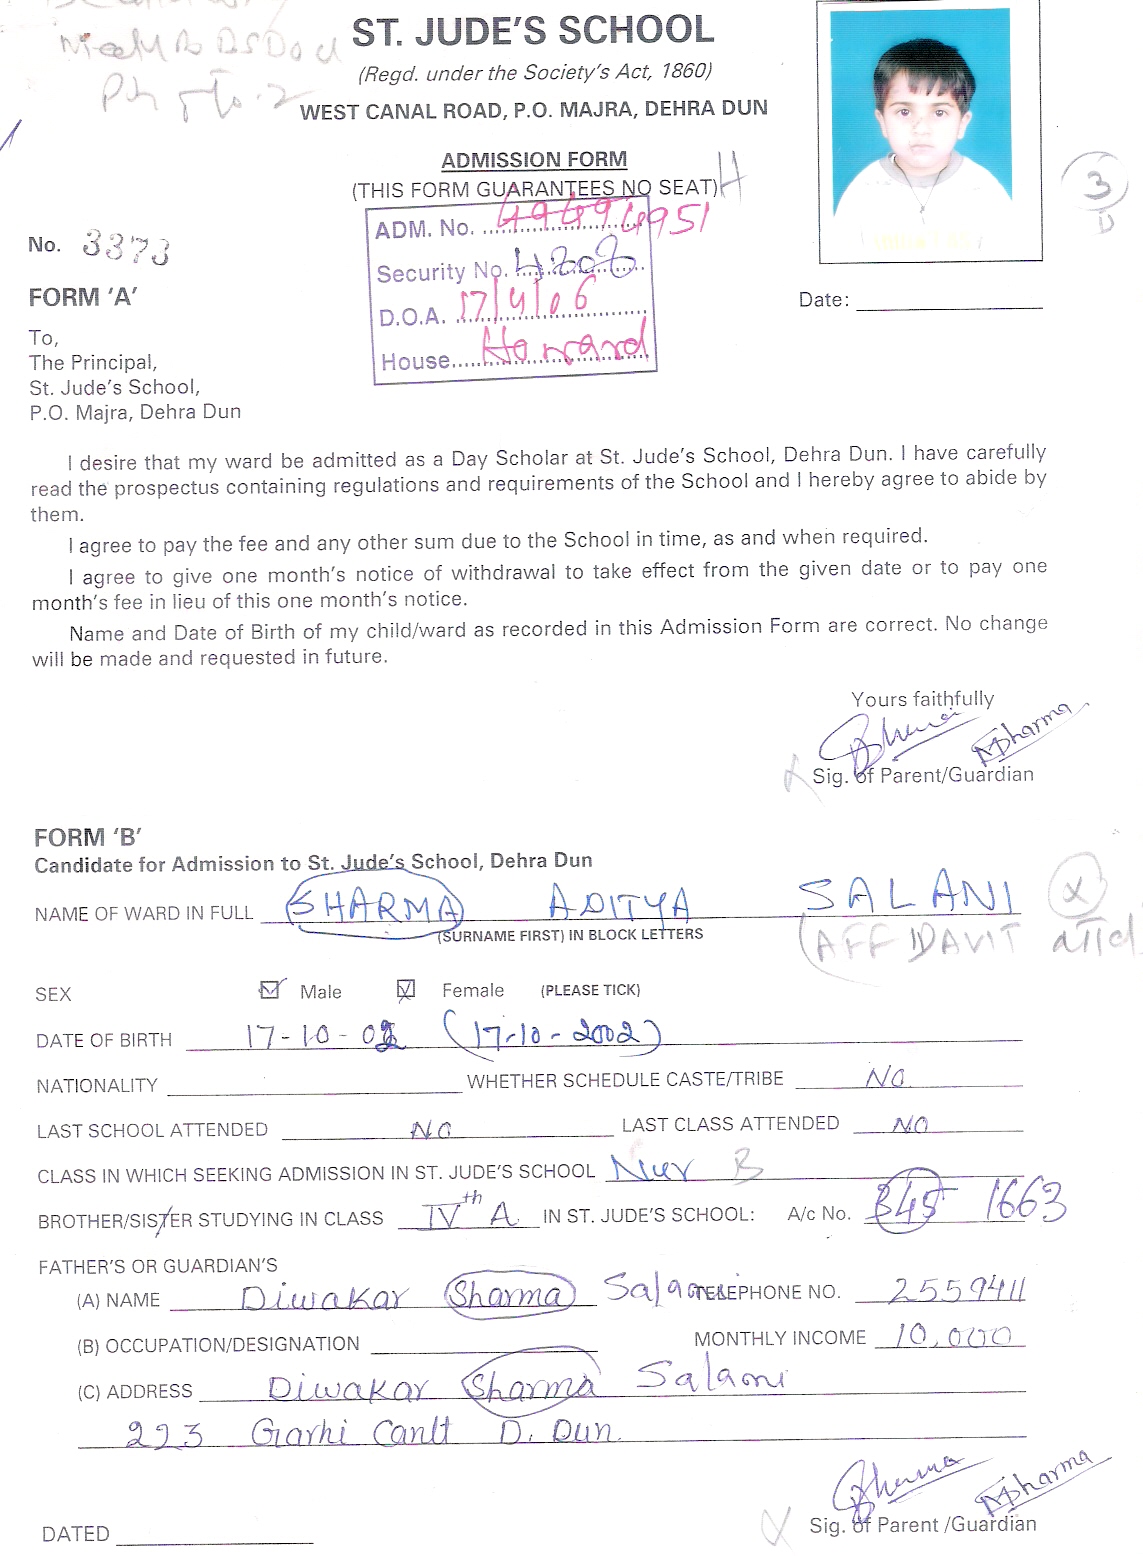 ST. JUDE'S SCHOOL
(Regd. under the Society's Act, 1860)
WEST CANAL ROAD, P.O. MAJRA, DEHRA DUN
ADMISSION FORM
(THIS FORM GUARANTEES NO SEAT)
ADM. No. 4949 4951
Security No. 4808
D.O.A. 17/4/06
House Howard
3
D
No. 3373
FORM 'A'
Date:
To,
The Principal,
St. Jude's School,
P.O. Majra, Dehra Dun
I desire that my ward be admitted as a Day Scholar at St. Jude's School, Dehra Dun. I have carefully
read the prospectus containing regulations and requirements of the School and I hereby agree to abide by
them.
I agree to pay the fee and any other sum due to the School in time, as and when required.
I agree to give one month's notice of withdrawal to take effect from the given date or to pay one
month's fee in lieu of this one month's notice.
Name and Date of Birth of my child/ward as recorded in this Admission Form are correct. No change
will be made and requested in future.
Yours faithfully
Sharma
Sig. of Parent/Guardian
FORM 'B'
Candidate for Admission to St. Jude's School, Dehra Dun
NAME OF WARD IN FULL SHARMA ADITYA SALANI
(SURNAME FIRST) IN BLOCK LETTERS
AFFIDAVIT attd
SEX Male Female (PLEASE TICK)
DATE OF BIRTH 17-10-02 (17-10-2002)
NATIONALITY WHETHER SCHEDULE CASTE/TRIBE NO
LAST SCHOOL ATTENDED NO LAST CLASS ATTENDED NO
CLASS IN WHICH SEEKING ADMISSION IN ST. JUDE'S SCHOOL Nur B
BROTHER/SISTER STUDYING IN CLASS IVth A IN ST. JUDE'S SCHOOL: A/c No. 345 1663
FATHER'S OR GUARDIAN'S
(A) NAME Diwakar Sharma Salani TELEPHONE NO. 2559411
(B) OCCUPATION/DESIGNATION MONTHLY INCOME 10,000
(C) ADDRESS Diwakar Sharma Salani
223 Garhi Cantt D. Dun.
Sharma
Sig. of Parent /Guardian
DATED